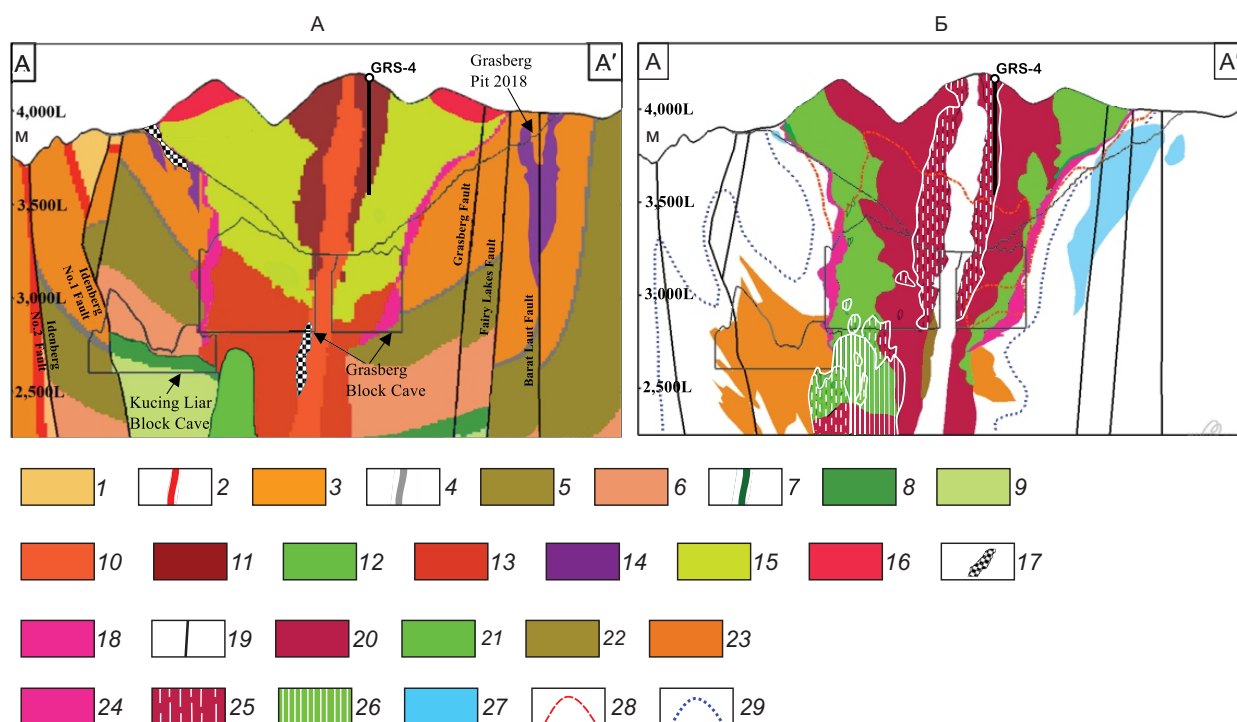 А
Б
A
A′
GRS-4
Grasberg
Pit 2018
4,000L
М
3,500L
3,000L
2,500L
Idenberg
No.1 Fault
Idenberg
No.2 Fault
Grasberg Fault
Fairy Lakes Fault
Barat Laut Fault
Grasberg
Block Cave
Kucing Liar
Block Cave
A
A'
GRS-4
4,000L
М
3,500L
3,000L
2,500L
1
2
3
4
5
6
7
8
9
10
11
12
13
14
15
16
17
18
19
20
21
22
23
24
25
26
27
28
29